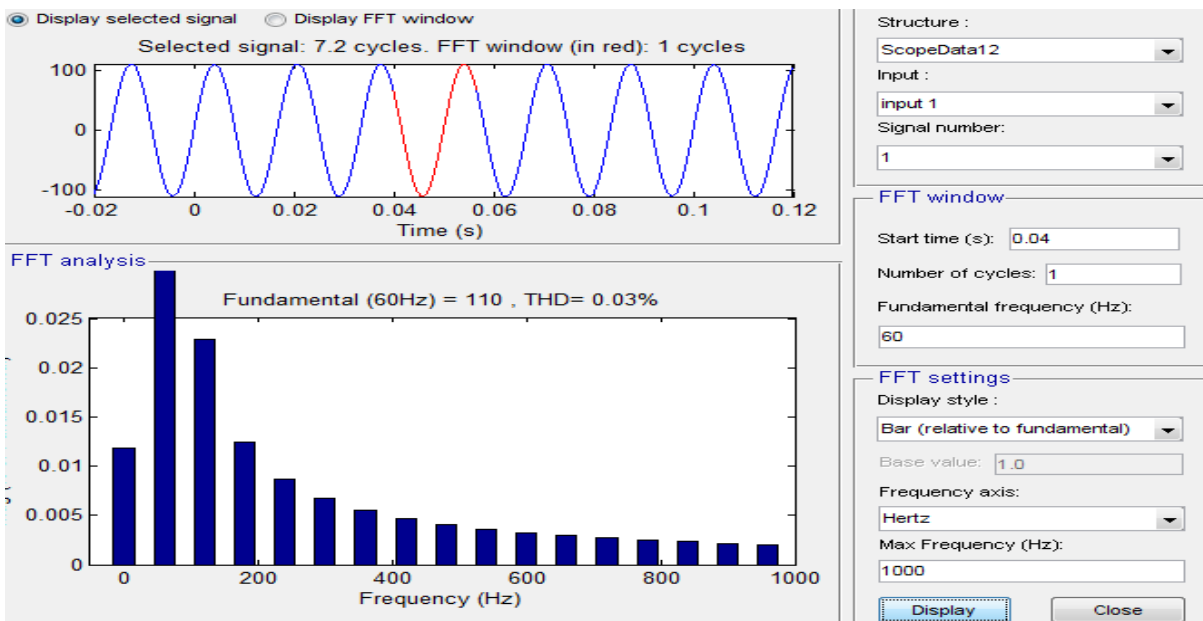 Display selected signal Display FFT window
Selected signal: 7.2 cycles. FFT window (in red): 1 cycles
100
0
-100
-0.02 0 0.02 0.04 0.06 0.08 0.1 0.12
Time (s)
FFT analysis
Fundamental (60Hz) = 110 , THD= 0.03%
0.025
0.02
0.015
0.01
0.005
0
0 200 400 600 800 1000
Frequency (Hz)
Structure :
ScopeData12
Input :
input 1
Signal number:
1
FFT window
Start time (s): 0.04
Number of cycles: 1
Fundamental frequency (Hz):
60
FFT settings
Display style :
Bar (relative to fundamental)
Base value: 1.0
Frequency axis:
Hertz
Max Frequency (Hz):
1000
Display Close